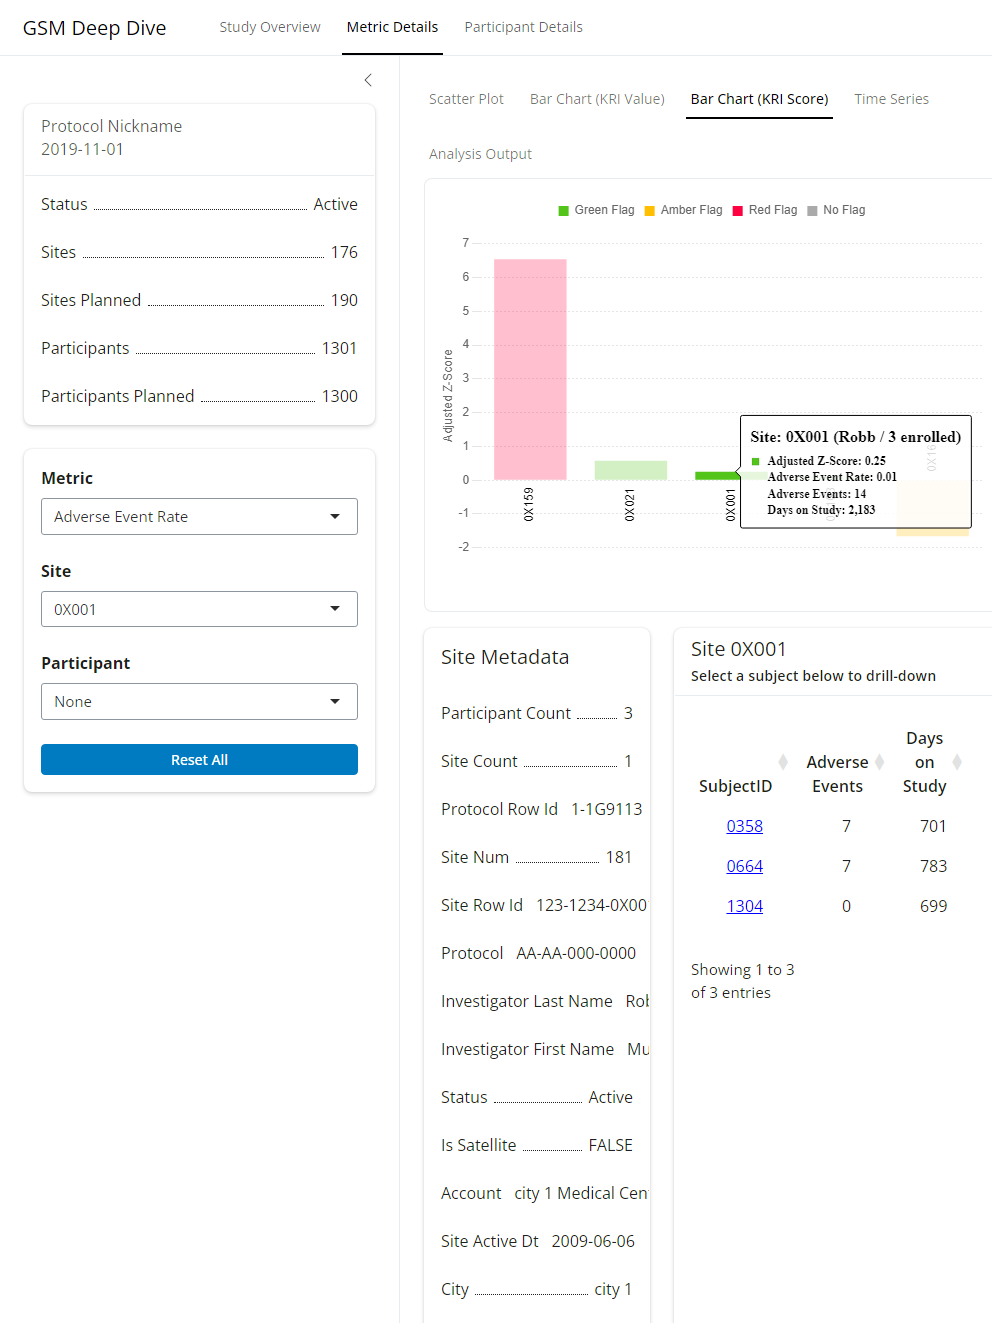 GSM Deep Dive
Study Overview
Metric Details
Participant Details
Protocol Nickname
2019-11-01
Status Active
Sites 176
Sites Planned 190
Participants 1301
Participants Planned 1300
Metric
Adverse Event Rate
Site
0X001
Participant
None
Reset All
Scatter Plot
Bar Chart (KRI Value)
Bar Chart (KRI Score)
Time Series
Analysis Output
Green Flag
Amber Flag
Red Flag
No Flag
Adjusted Z-Score
7
6
5
4
3
2
1
0
-1
-2
0X159
0X021
0X001
0X16
Site: 0X001 (Robb / 3 enrolled)
Adjusted Z-Score: 0.25
Adverse Event Rate: 0.01
Adverse Events: 14
Days on Study: 2,183
Site Metadata
Participant Count 3
Site Count 1
Protocol Row Id 1-1G9113
Site Num 181
Site Row Id 123-1234-0X00
Protocol AA-AA-000-0000
Investigator Last Name Rob
Investigator First Name Mu
Status Active
Is Satellite FALSE
Account city 1 Medical Cen
Site Active Dt 2009-06-06
City city 1
Site 0X001
Select a subject below to drill-down
SubjectID
Adverse
Events
Days
on
Study
0358 7 701
0664 7 783
1304 0 699
Showing 1 to 3
of 3 entries